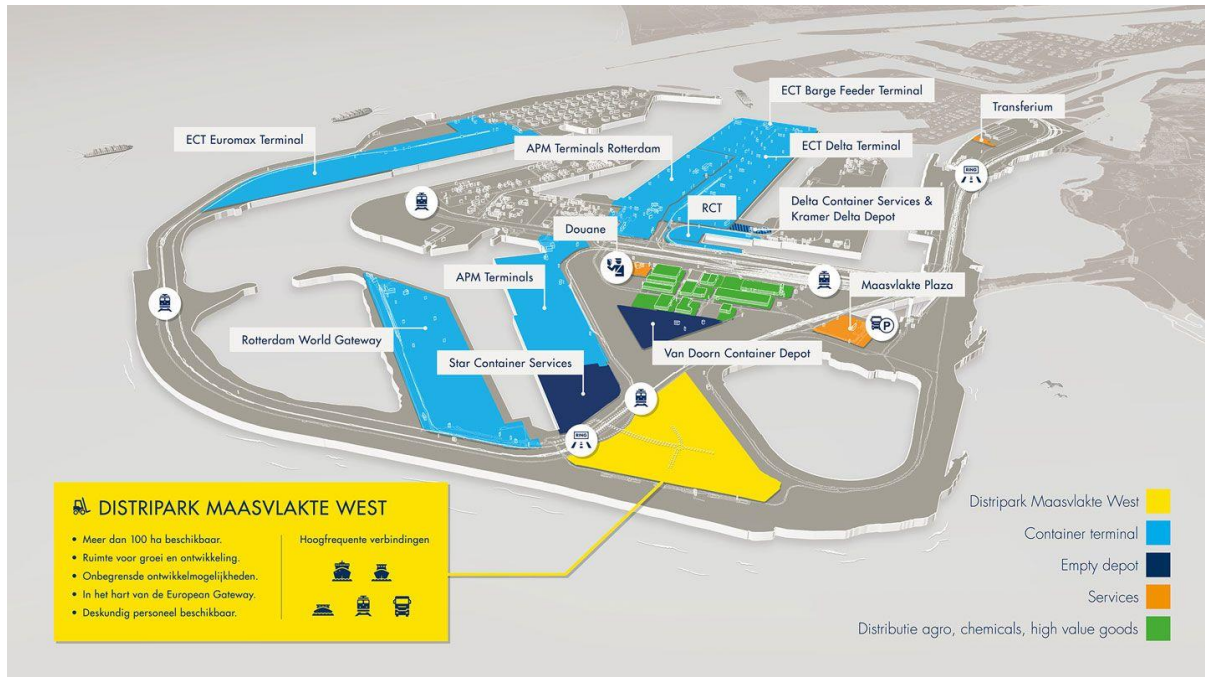 ECT Barge Feeder Terminal
Transferium
ECT Euromax Terminal
APM Terminals Rotterdam
ECT Delta Terminal
RING
RCT
Delta Container Services &
Kramer Delta Depot
Douane
APM Terminals
Maasvlakte Plaza
P
Rotterdam World Gateway
Star Container Services
Van Doorn Container Depot
RING
DISTRIPARK MAASVLAKTE WEST
• Meer dan 100 ha beschikbaar.
• Ruimte voor groei en ontwikkeling.
• Onbegrensde ontwikkelmogelijkheden.
• In het hart van de European Gateway.
• Deskundig personeel beschikbaar.
Hoogfrequente verbindingen
Distripark Maasvlakte West
Container terminal
Empty depot
Services
Distributie agro, chemicals, high value goods